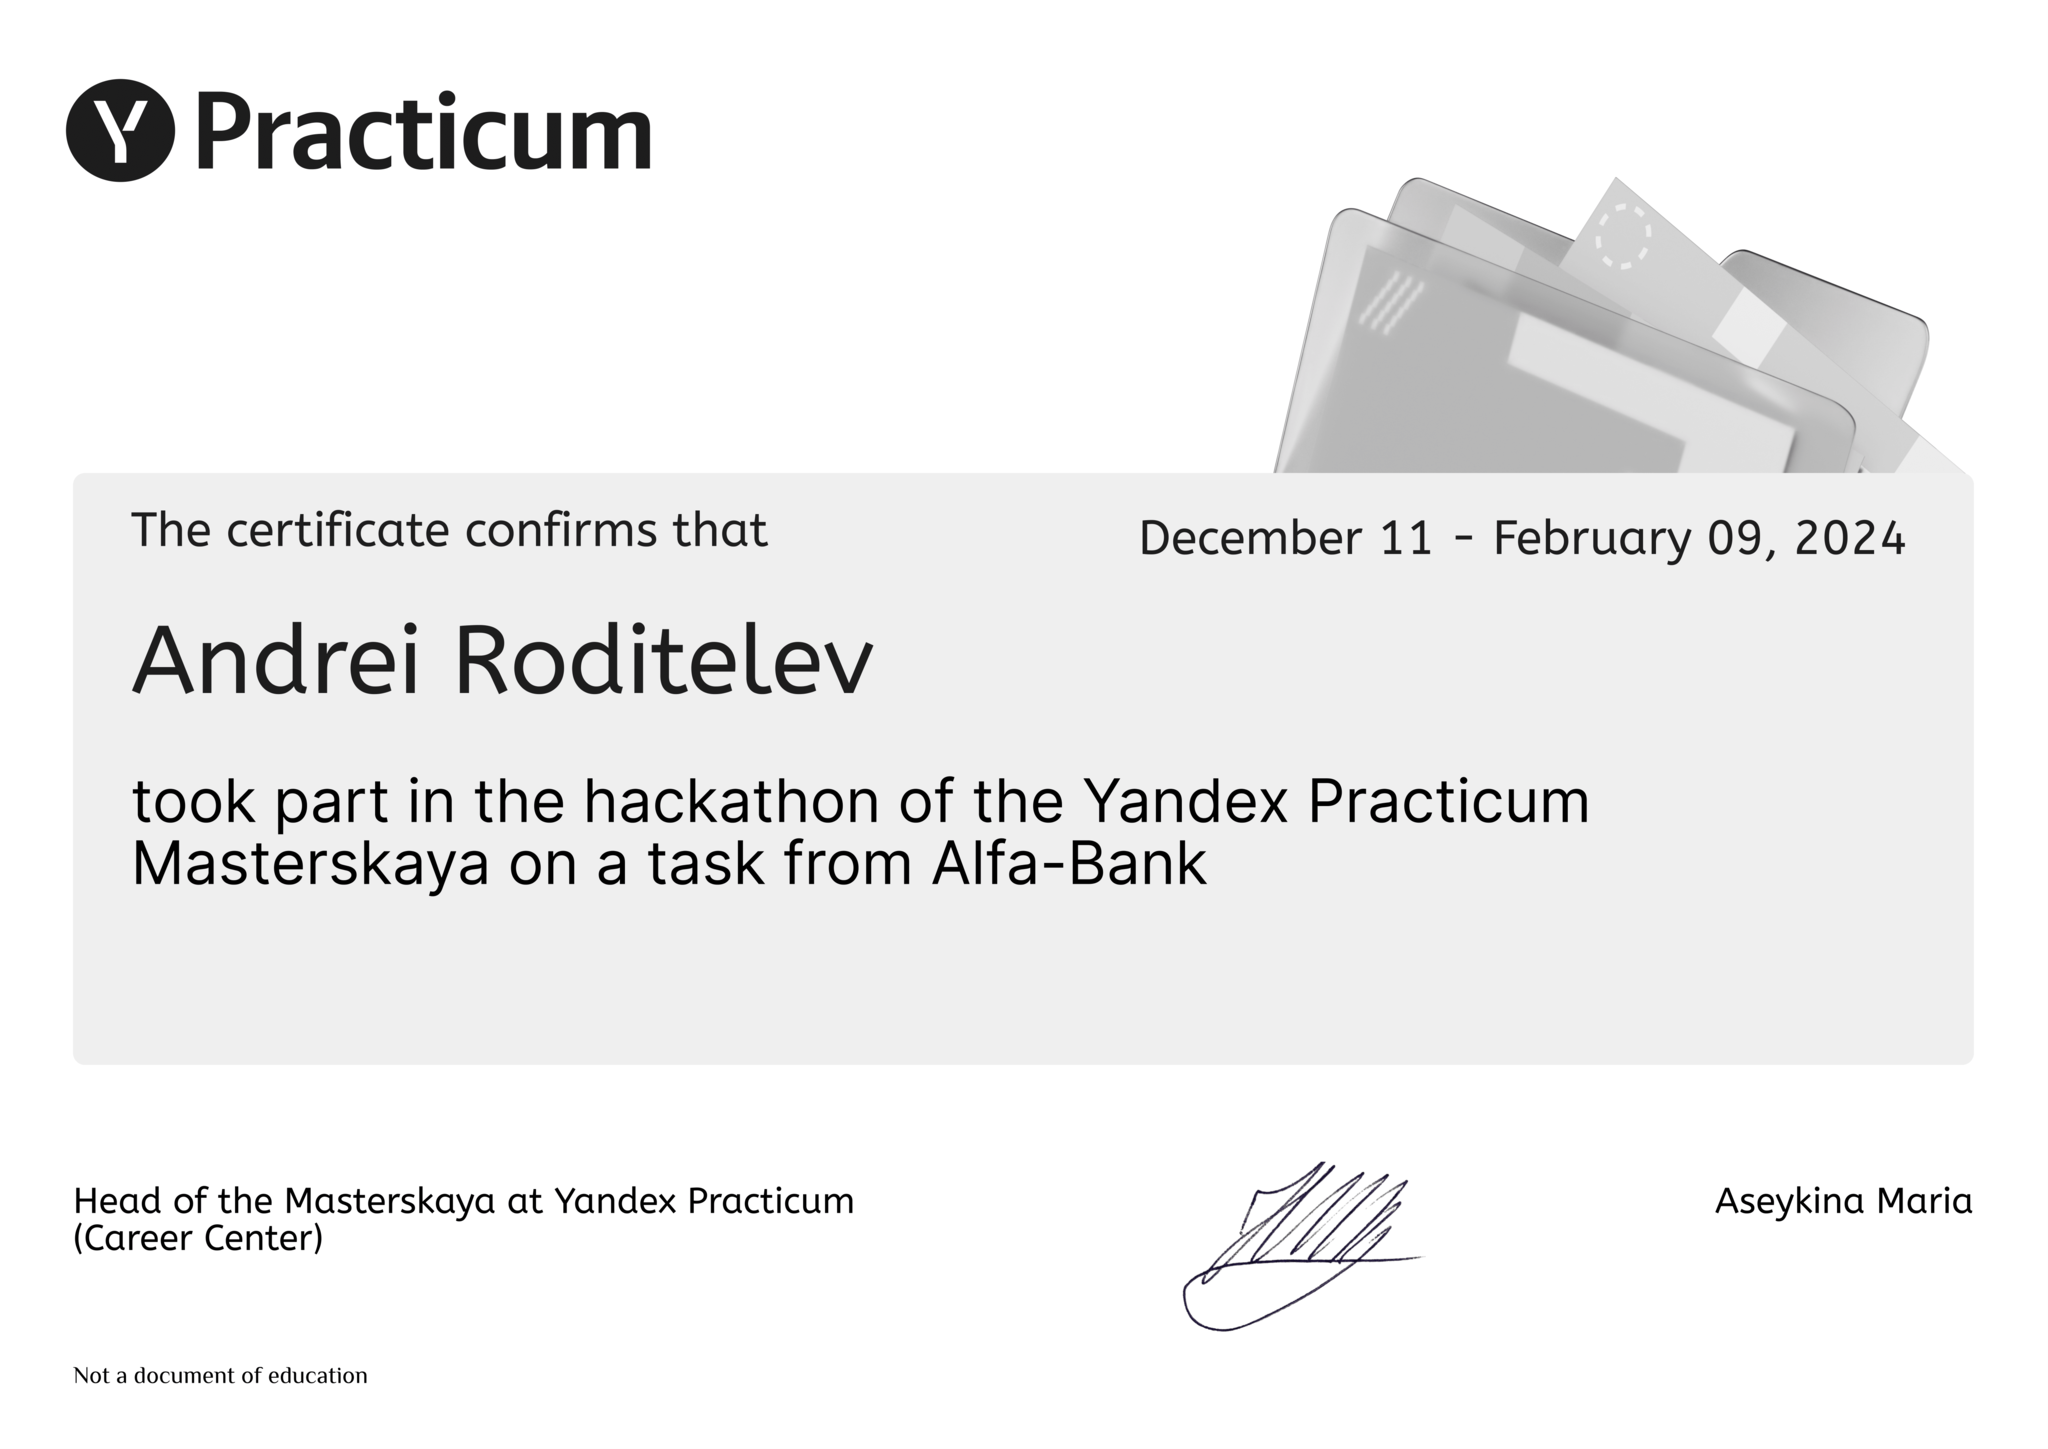 Y Practicum
The certificate confirms that
December 11 - February 09, 2024
Andrei Roditelev
took part in the hackathon of the Yandex Practicum
Masterskaya on a task from Alfa-Bank
Head of the Masterskaya at Yandex Practicum
(Career Center)
Aseykina Maria
Not a document of education